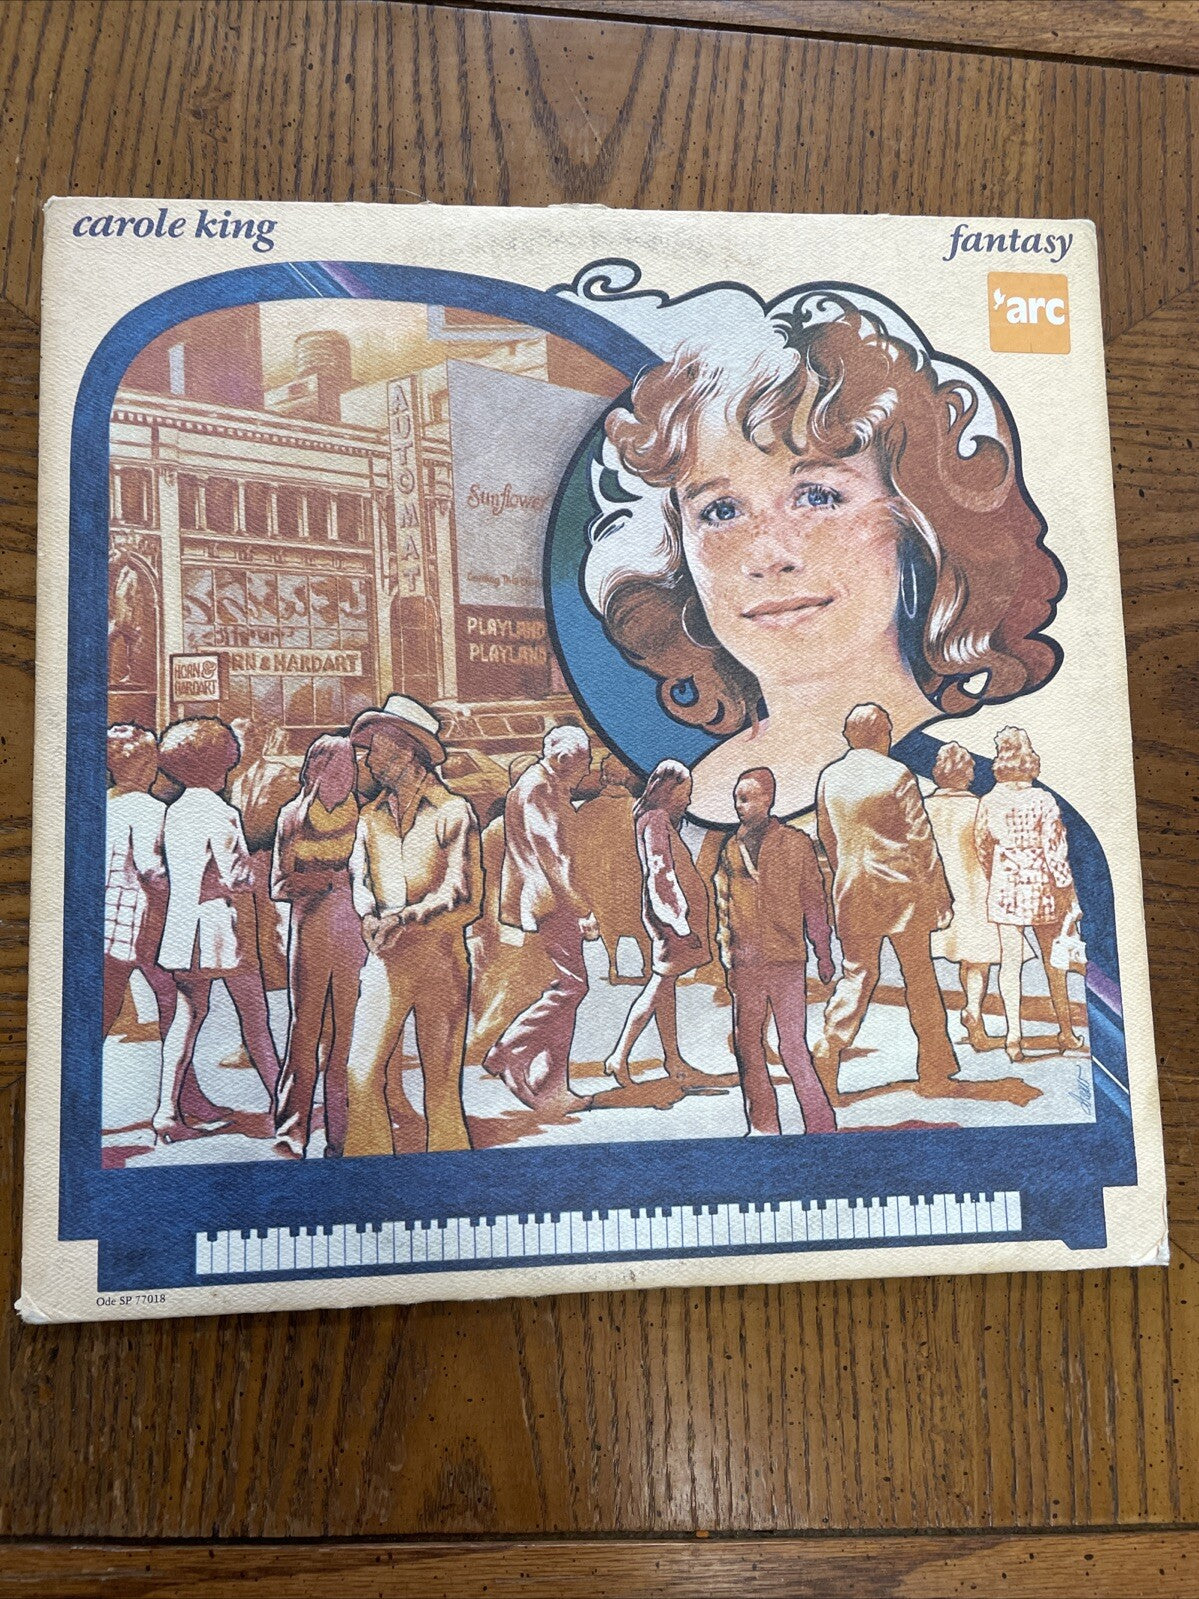 carole king
fantasy
arc
AUTOMAT
Sunflower
PLAYLAND
PLAYLAND
HORN &
HARDART
RN & HARDART
Ode SP 77018